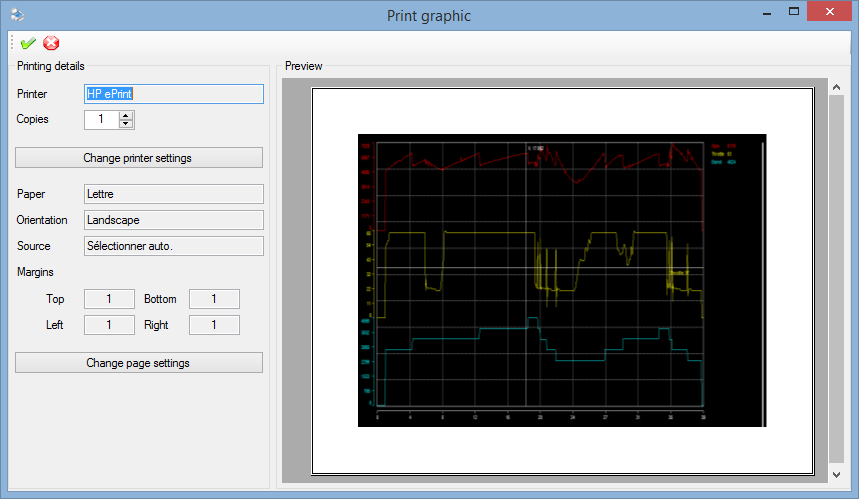 Print graphic
Printing details
Preview
Printer HP ePrint
Copies 1
Change printer settings
Paper Lettre
Orientation Landscape
Source Sélectionner auto.
Margins
Top 1 Bottom 1
Left 1 Right 1
Change page settings